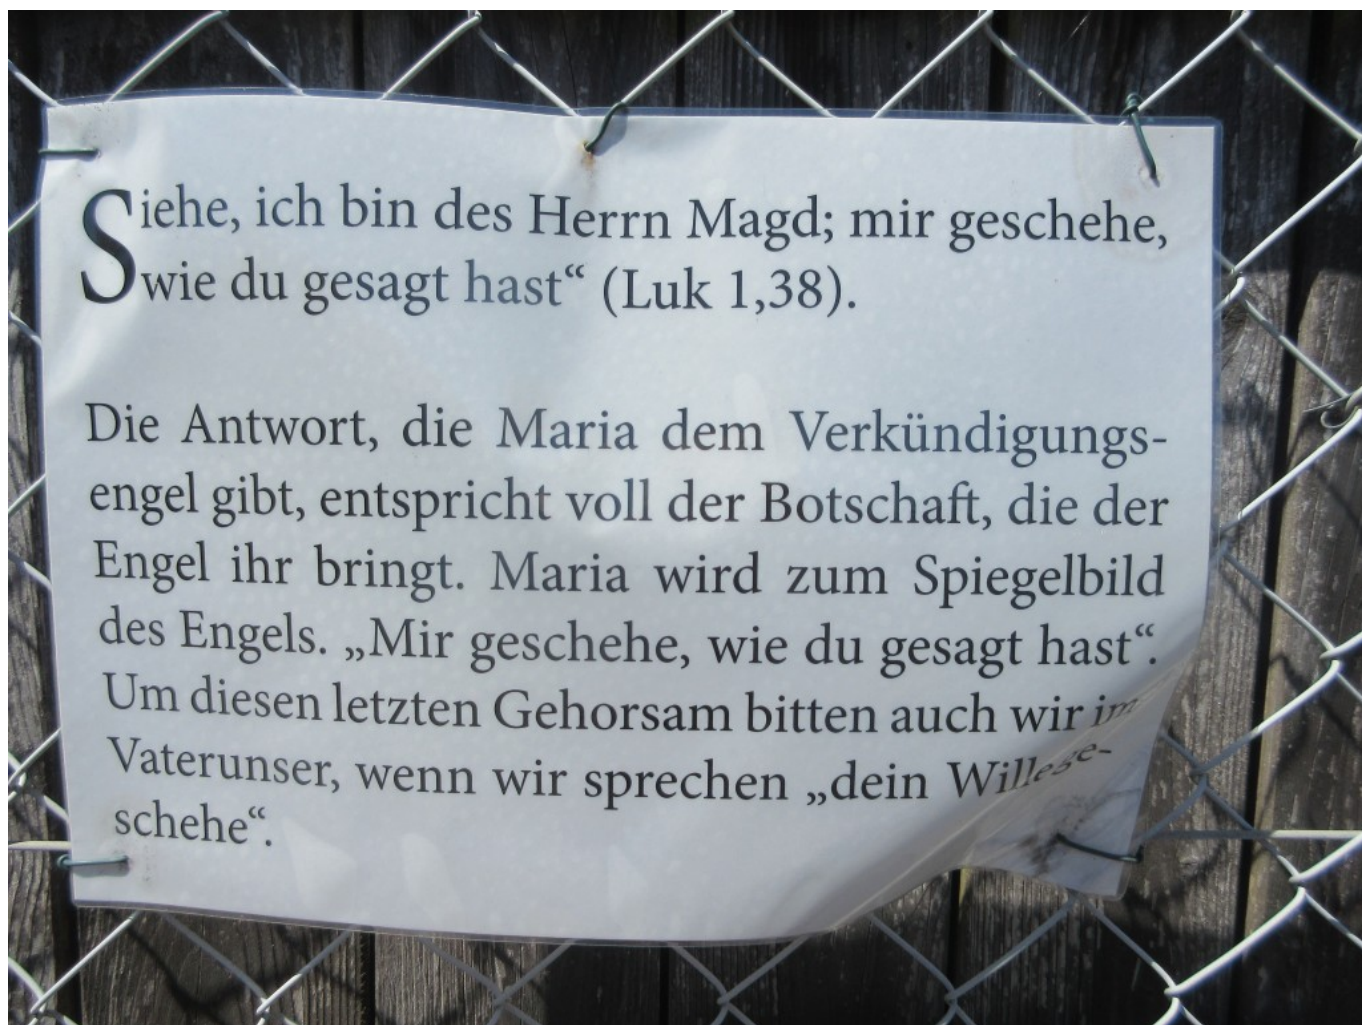 Siehe, ich bin des Herrn Magd; mir geschehe,
wie du gesagt hast“ (Luk 1,38).
Die Antwort, die Maria dem Verkündigungs-
engel gibt, entspricht voll der Botschaft, die der
Engel ihr bringt. Maria wird zum Spiegelbild
des Engels. „Mir geschehe, wie du gesagt hast“.
Um diesen letzten Gehorsam bitten auch wir im
Vaterunser, wenn wir sprechen „dein Wille ge-
schehe“.